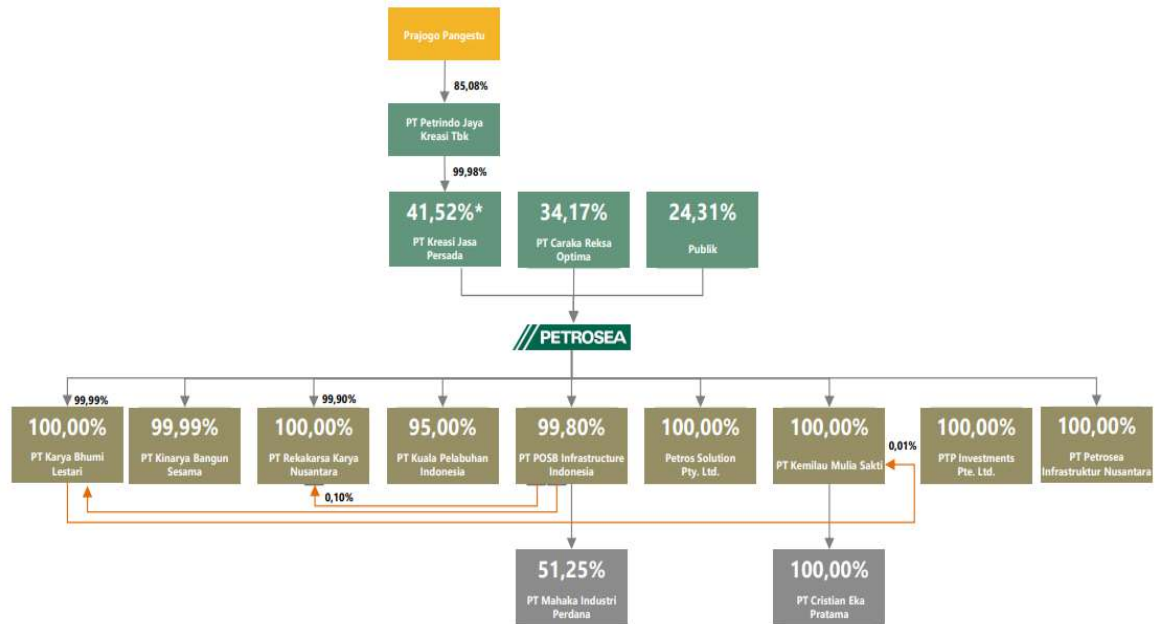 Prajogo Pangestu
85,08%
PT Petrindo Jaya
Kreasi Tbk
99,98%
41,52%*
PT Kreasi Jasa
Persada
34,17%
PT Caraka Reksa
Optima
24,31%
Publik
PETROSEA
99,99%
100,00%
PT Karya Bhumi
Lestari
99,99%
PT Kinarya Bangun
Sesama
99,90%
100,00%
PT Rekakarsa Karya
Nusantara
95,00%
PT Kuala Pelabuhan
Indonesia
99,80%
PT POSB Infrastructure
Indonesia
100,00%
Petros Solution
Pty. Ltd.
100,00%
PT Kemilau Mulia Sakti
0,01%
100,00%
PTP Investments
Pte. Ltd.
100,00%
PT Petrosea
Infrastruktur Nusantara
0,10%
51,25%
PT Mahaka Industri
Perdana
100,00%
PT Cristian Eka
Pratama